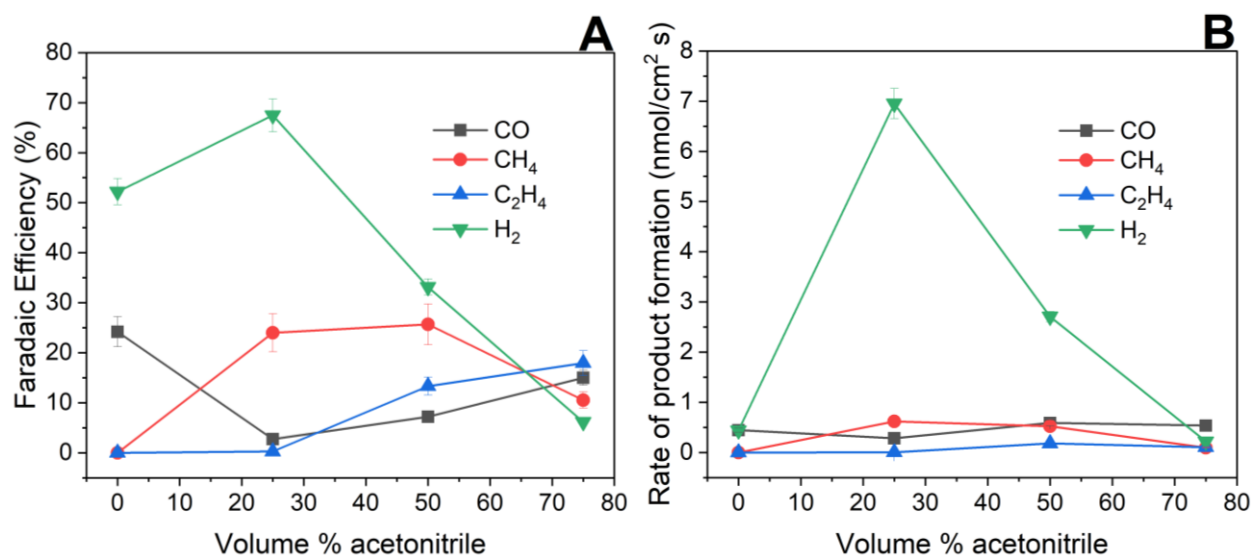 A
Faradaic Efficiency (%)
80
70
60
50
40
30
20
10
0
CO
CH₄
C₂H₄
H₂
0 10 20 30 40 50 60 70 80
Volume % acetonitrile
B
Rate of product formation (nmol/cm² s)
8
7
6
5
4
3
2
1
0
CO
CH₄
C₂H₄
H₂
0 10 20 30 40 50 60 70 80
Volume % acetonitrile